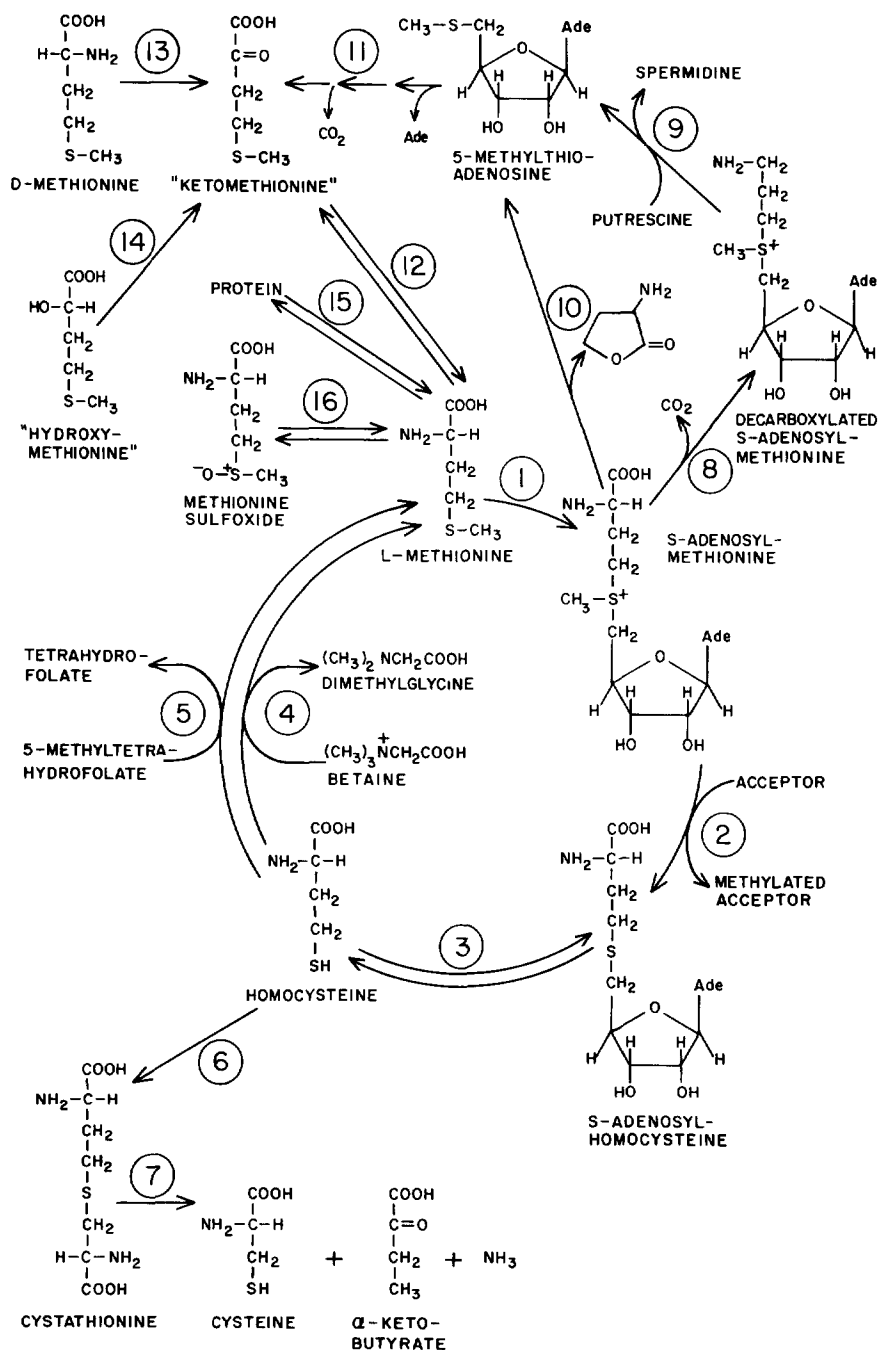 COOH
H-C-NH2
CH2
CH2
S-CH3
D-METHIONINE
13
COOH
C=O
CH2
CH2
S-CH3
"KETOMETHIONINE"
11
CO2
Ade
CH3-S-CH2
O
Ade
H
H
H
H
HO
OH
5-METHYLTHIO-
ADENOSINE
SPERMIDINE
9
PUTRESCINE
NH2-CH2
CH2
CH2
CH3-S+
CH2
Ade
O
H
H
H
H
HO
OH
DECARBOXYLATED
S-ADENOSYL-
METHIONINE
14
COOH
HO-C-H
CH2
CH2
S-CH3
"HYDROXY-
METHIONINE"
12
PROTEIN
15
10
NH2
O
=O
COOH
NH2-C-H
CH2
CH2
-O-S+-CH3
METHIONINE
SULFOXIDE
16
COOH
NH2-C-H
CH2
CH2
S-CH3
L-METHIONINE
1
CO2
8
COOH
NH2-C-H
CH2
CH2
CH3-S+
CH2
Ade
O
H
H
H
H
HO
OH
S-ADENOSYL-
METHIONINE
TETRAHYDRO-
FOLATE
5
5-METHYLTETRA-
HYDROFOLATE
(CH3)2 NCH2COOH
DIMETHYLGLYCINE
4
(CH3)3N+CH2COOH
BETAINE
ACCEPTOR
2
METHYLATED
ACCEPTOR
COOH
NH2-C-H
CH2
CH2
SH
HOMOCYSTEINE
3
COOH
NH2-C-H
CH2
CH2
S
CH2
Ade
O
H
H
H
H
HO
OH
S-ADENOSYL-
HOMOCYSTEINE
6
COOH
NH2-C-H
CH2
CH2
S
CH2
H-C-NH2
COOH
CYSTATHIONINE
7
COOH
NH2-C-H
CH2
SH
CYSTEINE
+
COOH
C=O
CH2
CH3
α-KETO-
BUTYRATE
+ NH3